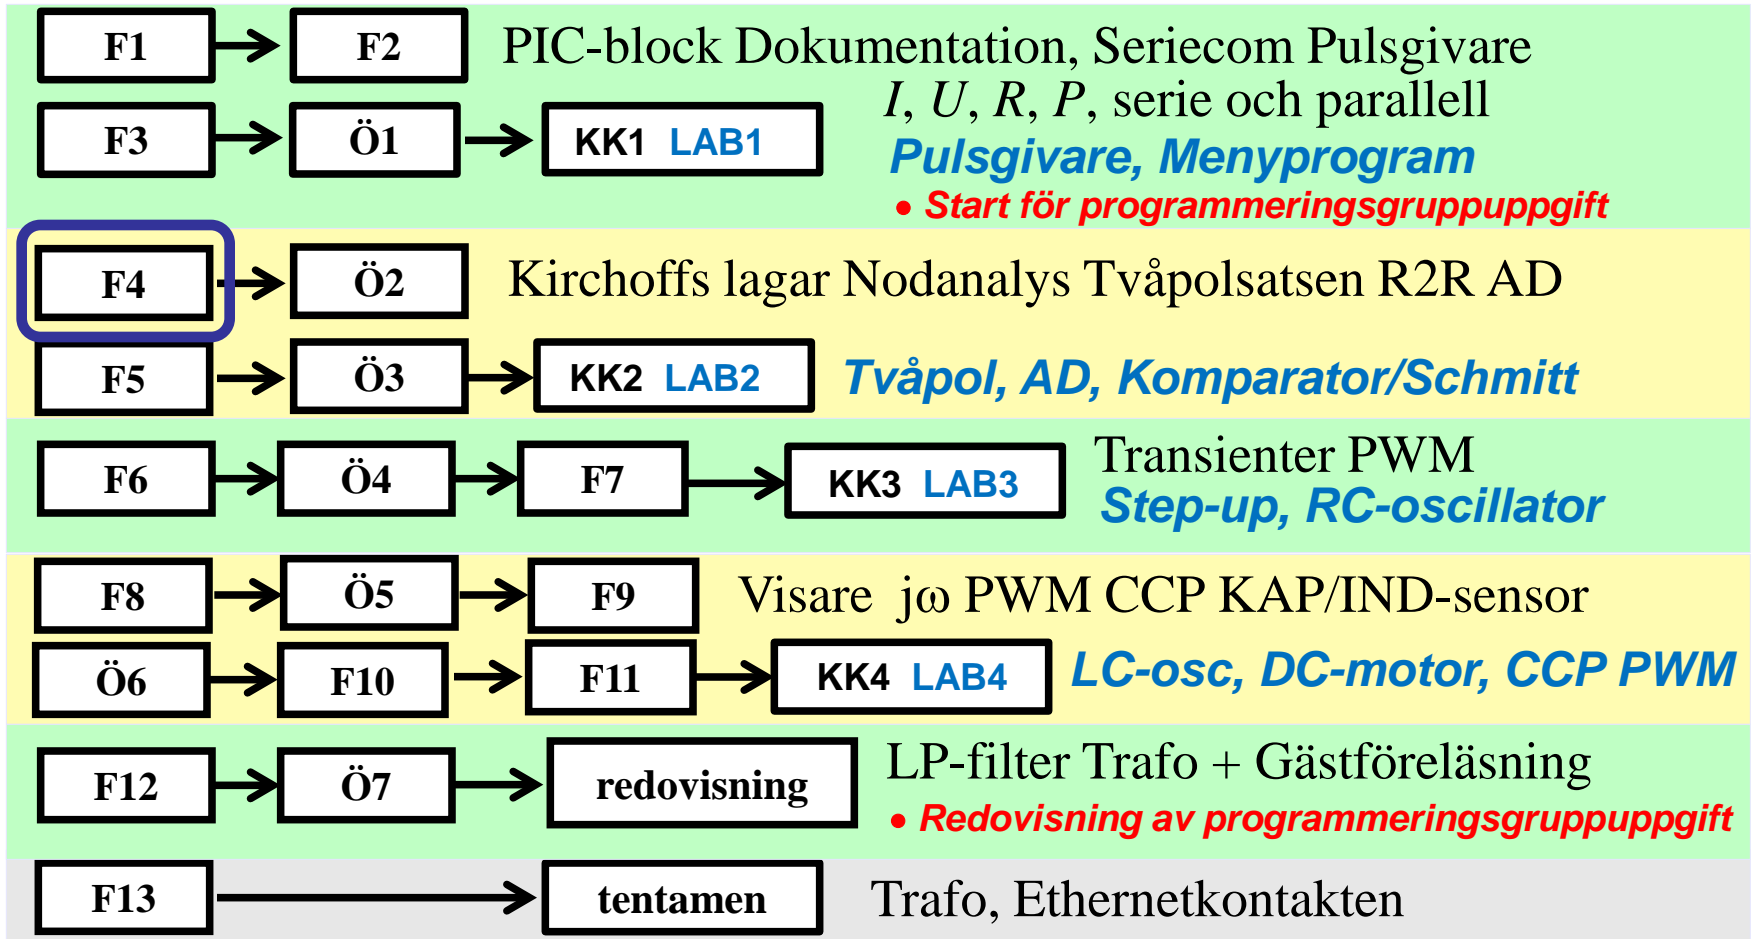 F1 F2 PIC-block Dokumentation, Seriecom Pulsgivare
I, U, R, P, serie och parallell
F3 Ö1 KK1 LAB1 Pulsgivare, Menyprogram
• Start för programmeringsgruppuppgift
F4 Ö2 Kirchoffs lagar Nodanalys Tvåpolsatsen R2R AD
F5 Ö3 KK2 LAB2 Tvåpol, AD, Komparator/Schmitt
Transienter PWM
F6 Ö4 F7 KK3 LAB3
Step-up, RC-oscillator
F8 Ö5 F9 Visare jω PWM CCP KAP/IND-sensor
Ö6 F10 F11 KK4 LAB4 LC-osc, DC-motor, CCP PWM
LP-filter Trafo + Gästföreläsning
F12 Ö7 redovisning
• Redovisning av programmeringsgruppuppgift
F13 tentamen Trafo, Ethernetkontakten